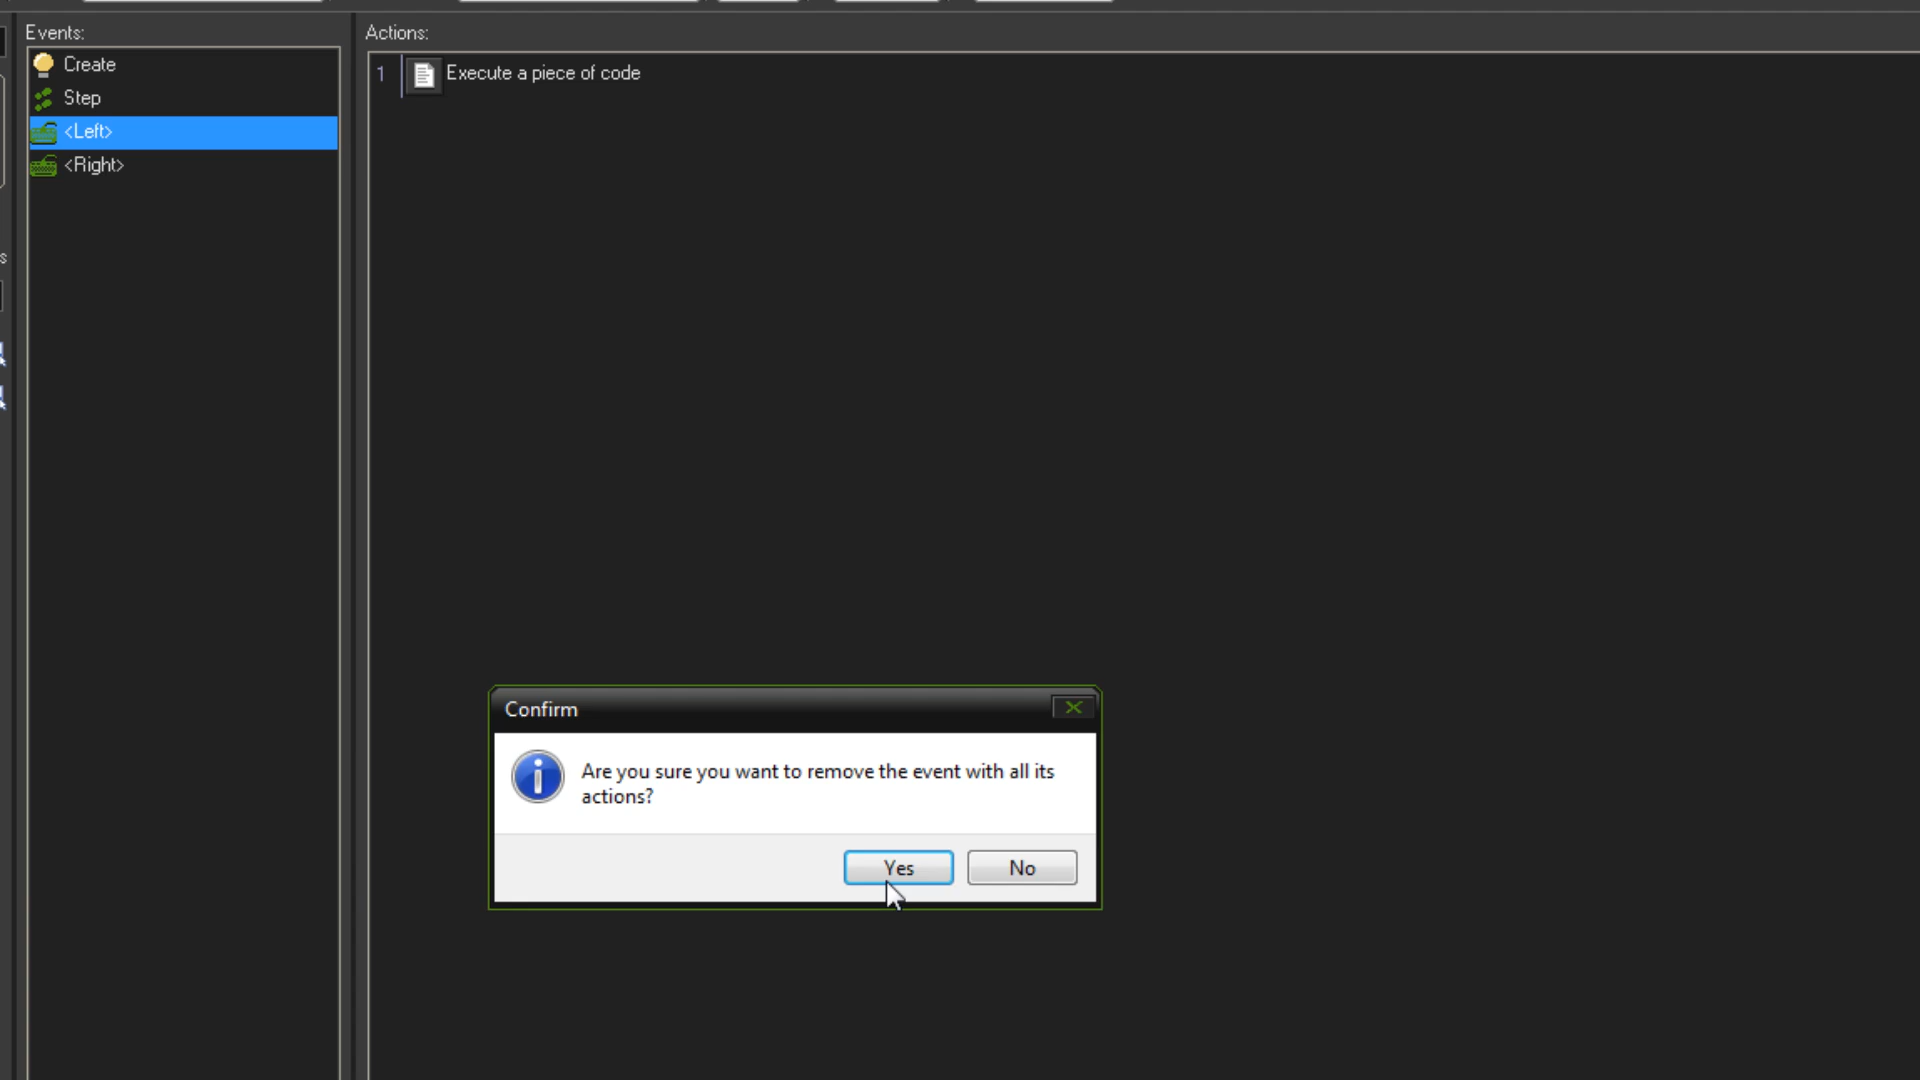 Events:
Actions:
Create
Step
<Left>
<Right>
s
1
Execute a piece of code
Confirm
Are you sure you want to remove the event with all its
actions?
Yes
No